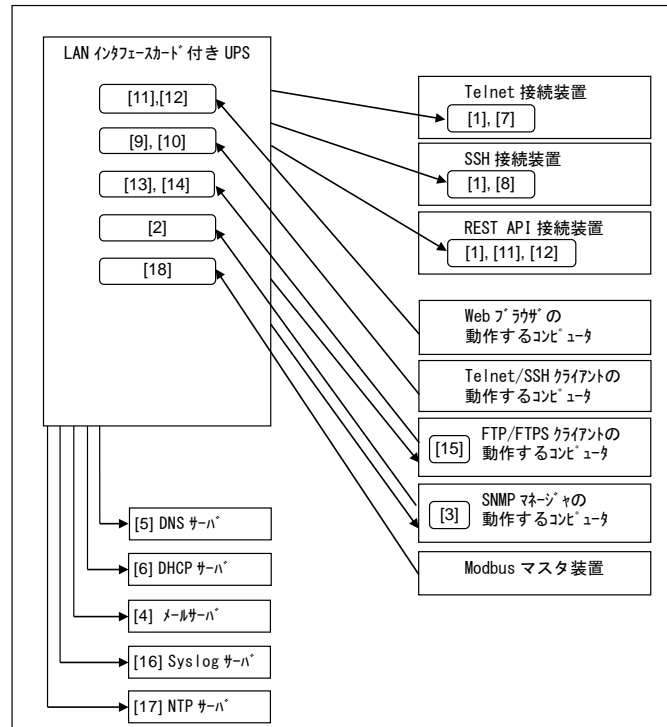 LAN ｲﾝﾀﾌｪｰｽｶｰﾄﾞ付き UPS
[11],[12]
[9], [10]
[13], [14]
[2]
[18]
Telnet 接続装置
[1], [7]
SSH 接続装置
[1], [8]
REST API 接続装置
[1], [11], [12]
Web ﾌﾞﾗｳｻﾞの
動作するｺﾝﾋﾟｭｰﾀ
Telnet/SSH ｸﾗｲｱﾝﾄの
動作するｺﾝﾋﾟｭｰﾀ
[15]
FTP/FTPS ｸﾗｲｱﾝﾄの
動作するｺﾝﾋﾟｭｰﾀ
[3]
SNMP ﾏﾈｰｼﾞｬの
動作するｺﾝﾋﾟｭｰﾀ
Modbus マスタ装置
[5] DNS ｻｰﾊﾞ
[6] DHCP ｻｰﾊﾞ
[4] ﾒｰﾙｻｰﾊﾞ
[16] Syslog ｻｰﾊﾞ
[17] NTP ｻｰﾊﾞ